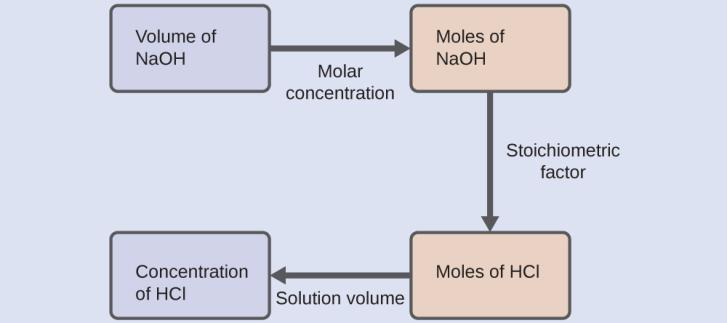 Volume of
NaOH
Molar
concentration
Moles of
NaOH
Stoichiometric
factor
Moles of HCl
Solution volume
Concentration
of HCl